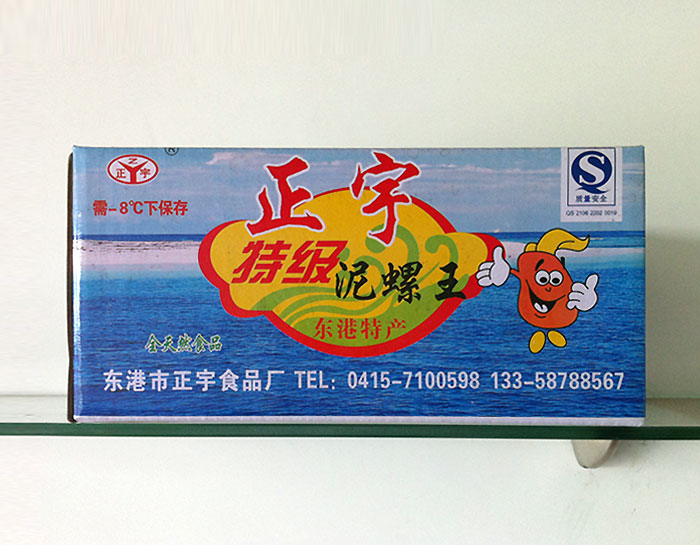 Z
正 宇
®
需-8℃下保存
正宇
特级
泥螺王
东港特产
质量安全
QS 2106 2202 0019
全天然食品
东港市正宇食品厂 TEL: 0415-7100598 133-58788567